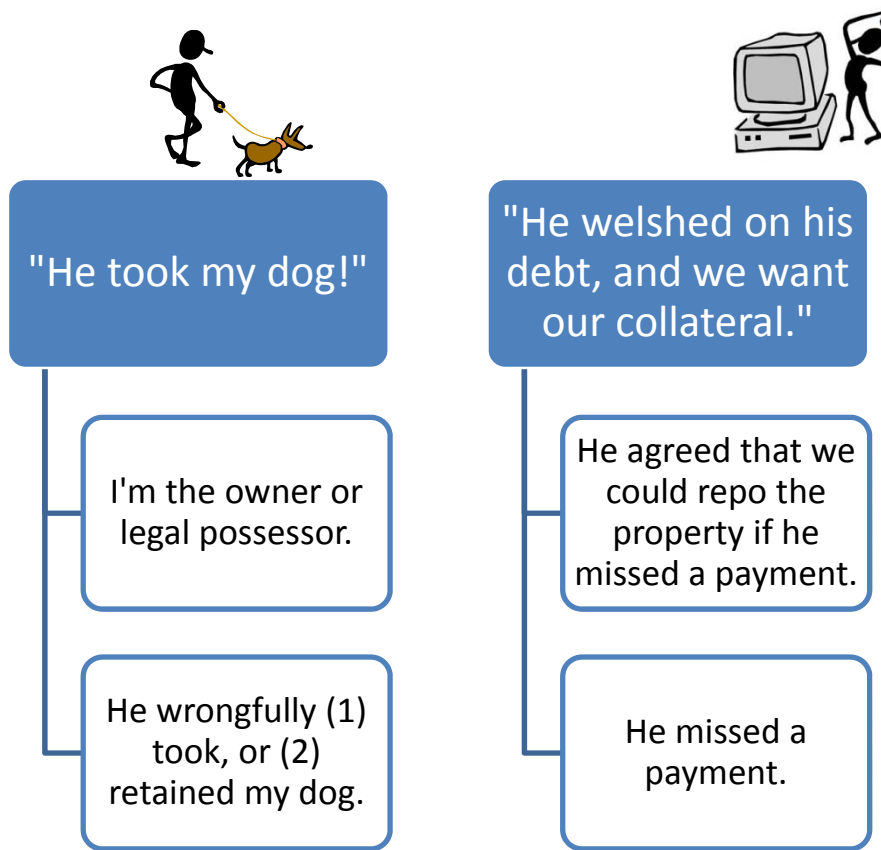 "He took my dog!"
I'm the owner or
legal possessor.
He wrongfully (1)
took, or (2)
retained my dog.
"He welshed on his
debt, and we want
our collateral."
He agreed that we
could repo the
property if he
missed a payment.
He missed a
payment.